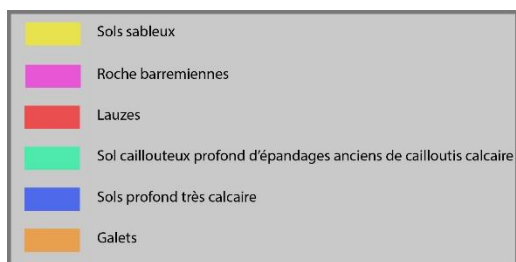 Sols sableux
Roche barremiennes
Lauzes
Sol caillouteux profond d'épandages anciens de cailloutis calcaire
Sols profond très calcaire
Galets